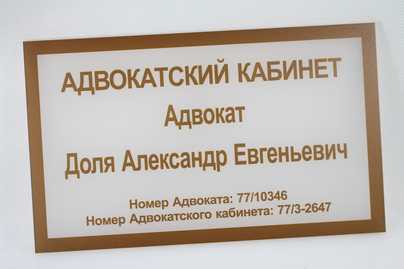 АДВОКАТСКИЙ КАБИНЕТ
Адвокат
Доля Александр Евгеньевич
Номер Адвоката: 77/10346
Номер Адвокатского кабинета: 77/3-2647